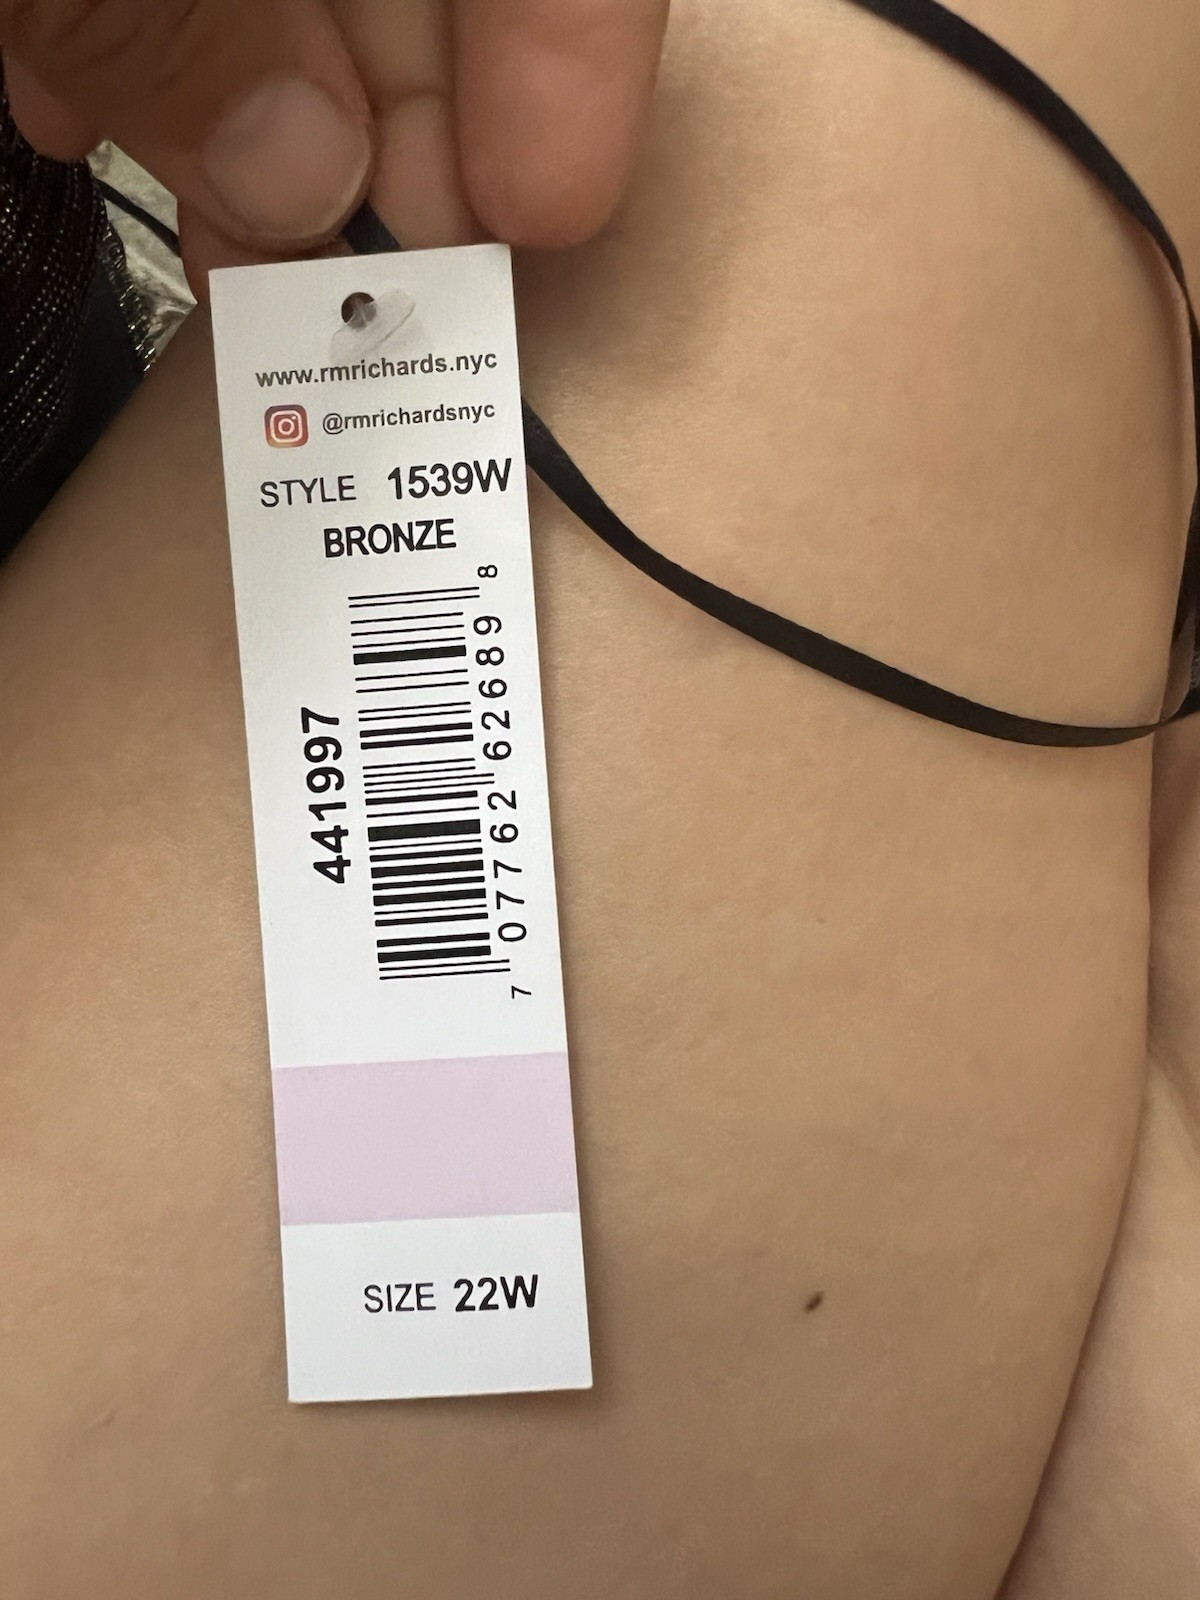 www.rmrichards.nyc
@rmrichardsnyc
STYLE 1539W
BRONZE
441997
7 07762 62689 8
SIZE 22W